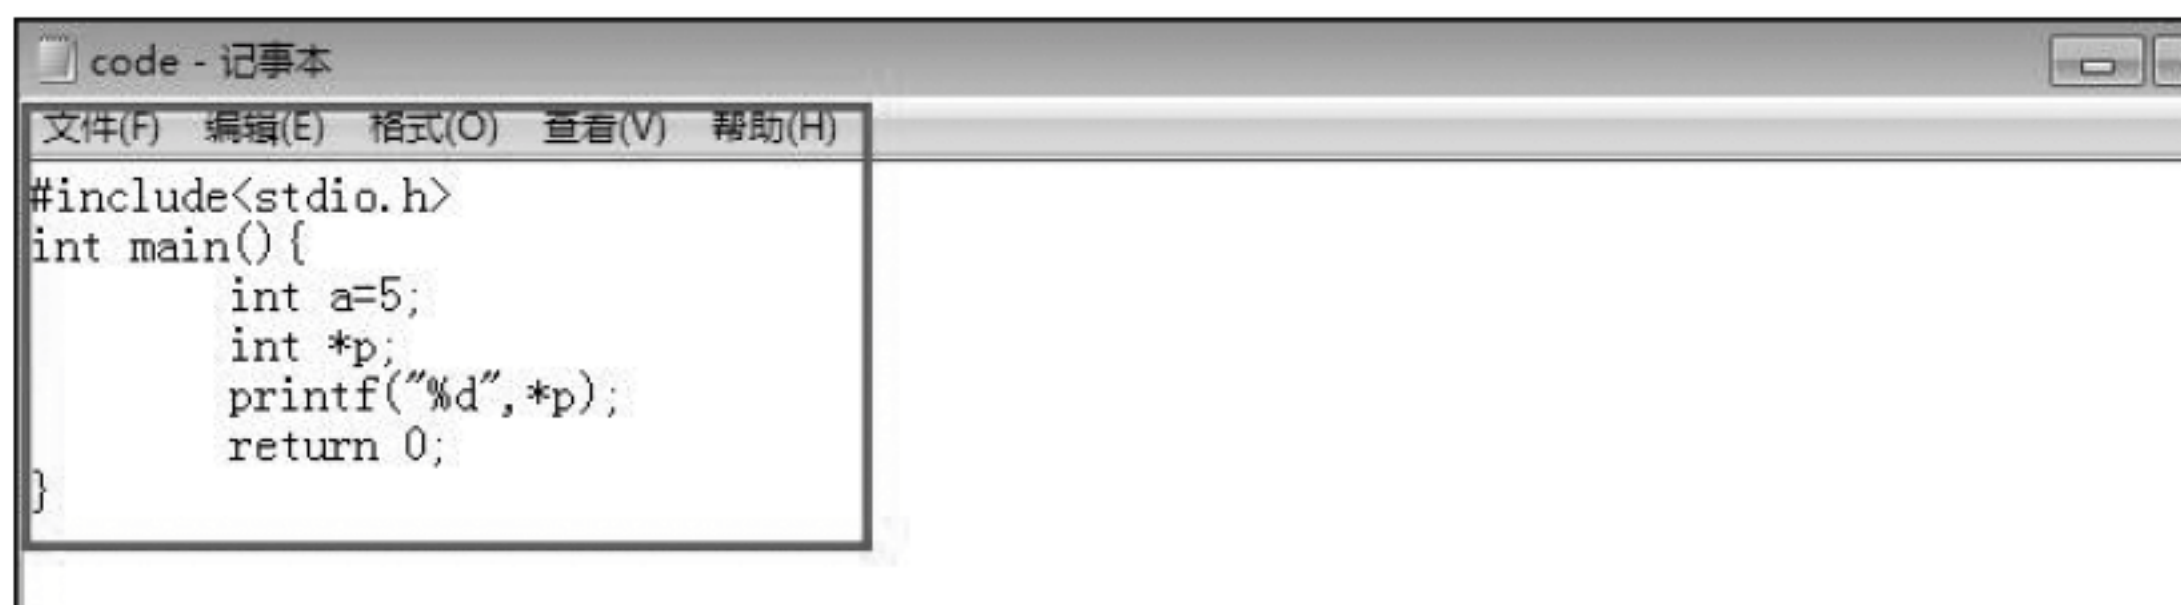 code - 记事本
文件(F) 编辑(E) 格式(O) 查看(V) 帮助(H)
#include<stdio.h>
int main(){
        int a=5;
        int *p;
        printf("%d",*p);
        return 0;
}